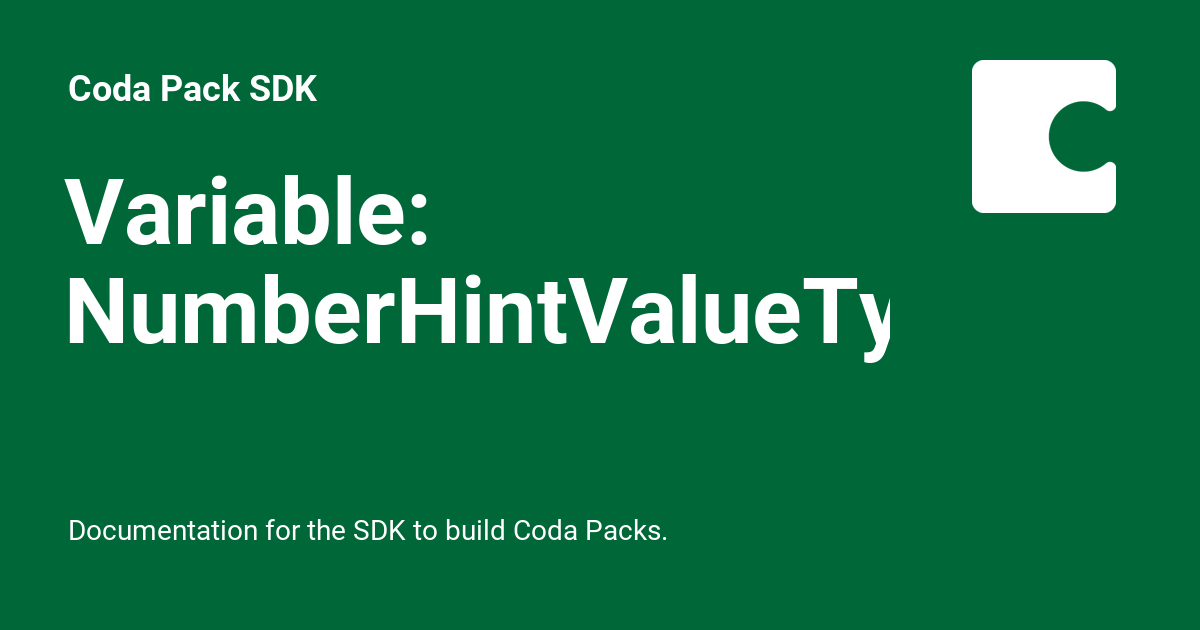 Coda Pack SDK
Variable:
NumberHintValueTy
Documentation for the SDK to build Coda Packs.